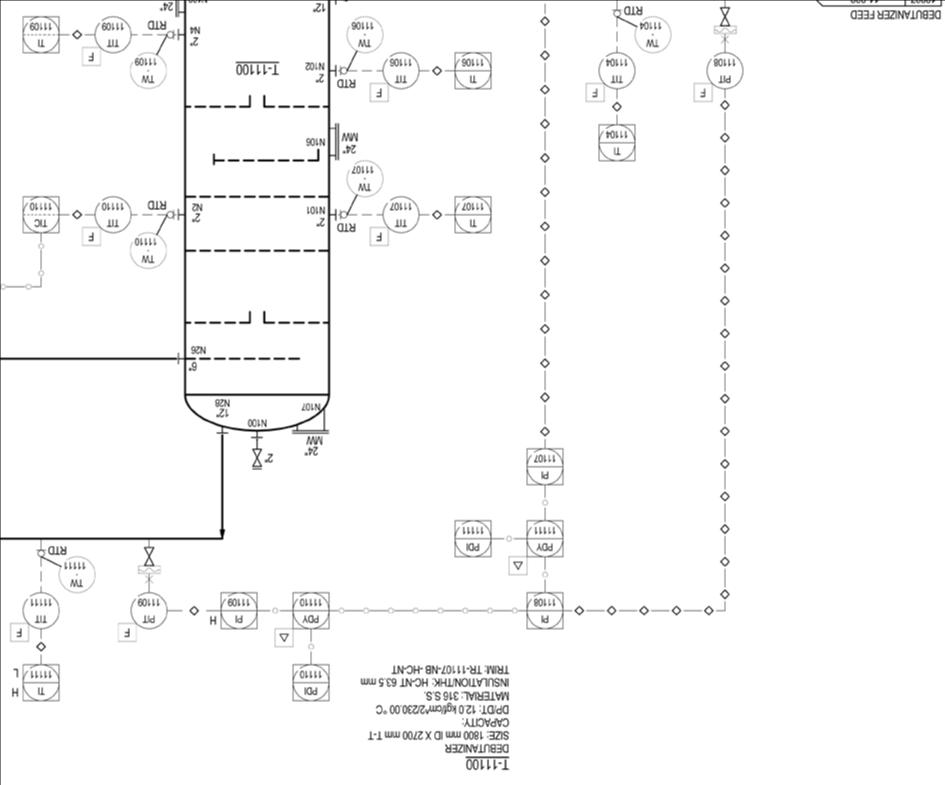 T-11100
DEBUTANIZER
SIZE: 1800 mm ID X 2700 mm T-T
CAPACITY:
DP/DT: 12.0 kgf/cm^2/230.00 °C
MATERIAL: 316 S.S.
INSULATION/THK: HC-NT 63.5 mm
TRIM: TR-11107-NB -HC-NT
PDI
11110
TI
11111
H
L
PI
11108
PDY
11110
PI
11109
H
PIT
11109
F
TIT
11111
F
TW
-
11111
RTD
PDY
11111
PDI
11111
PI
11107
2"
24"
MW
N107
N100
12"
N28
6"
N26
TI
11107
TIT
11107
F
TW
-
11107
RTD
2"
N101
2"
N2
RTD
TW
-
11110
TIT
11110
F
TIC
11110
24"
MW
N106
TI
11104
TIT
11104
F
TW
-
11104
RTD
PIT
11108
F
TI
11106
TIT
11106
F
TW
-
11106
RTD
2"
N102
T-11100
2"
N4
RTD
TW
-
11109
TIT
11109
F
TI
11109
12"
24"
DEBUTANIZER FEED